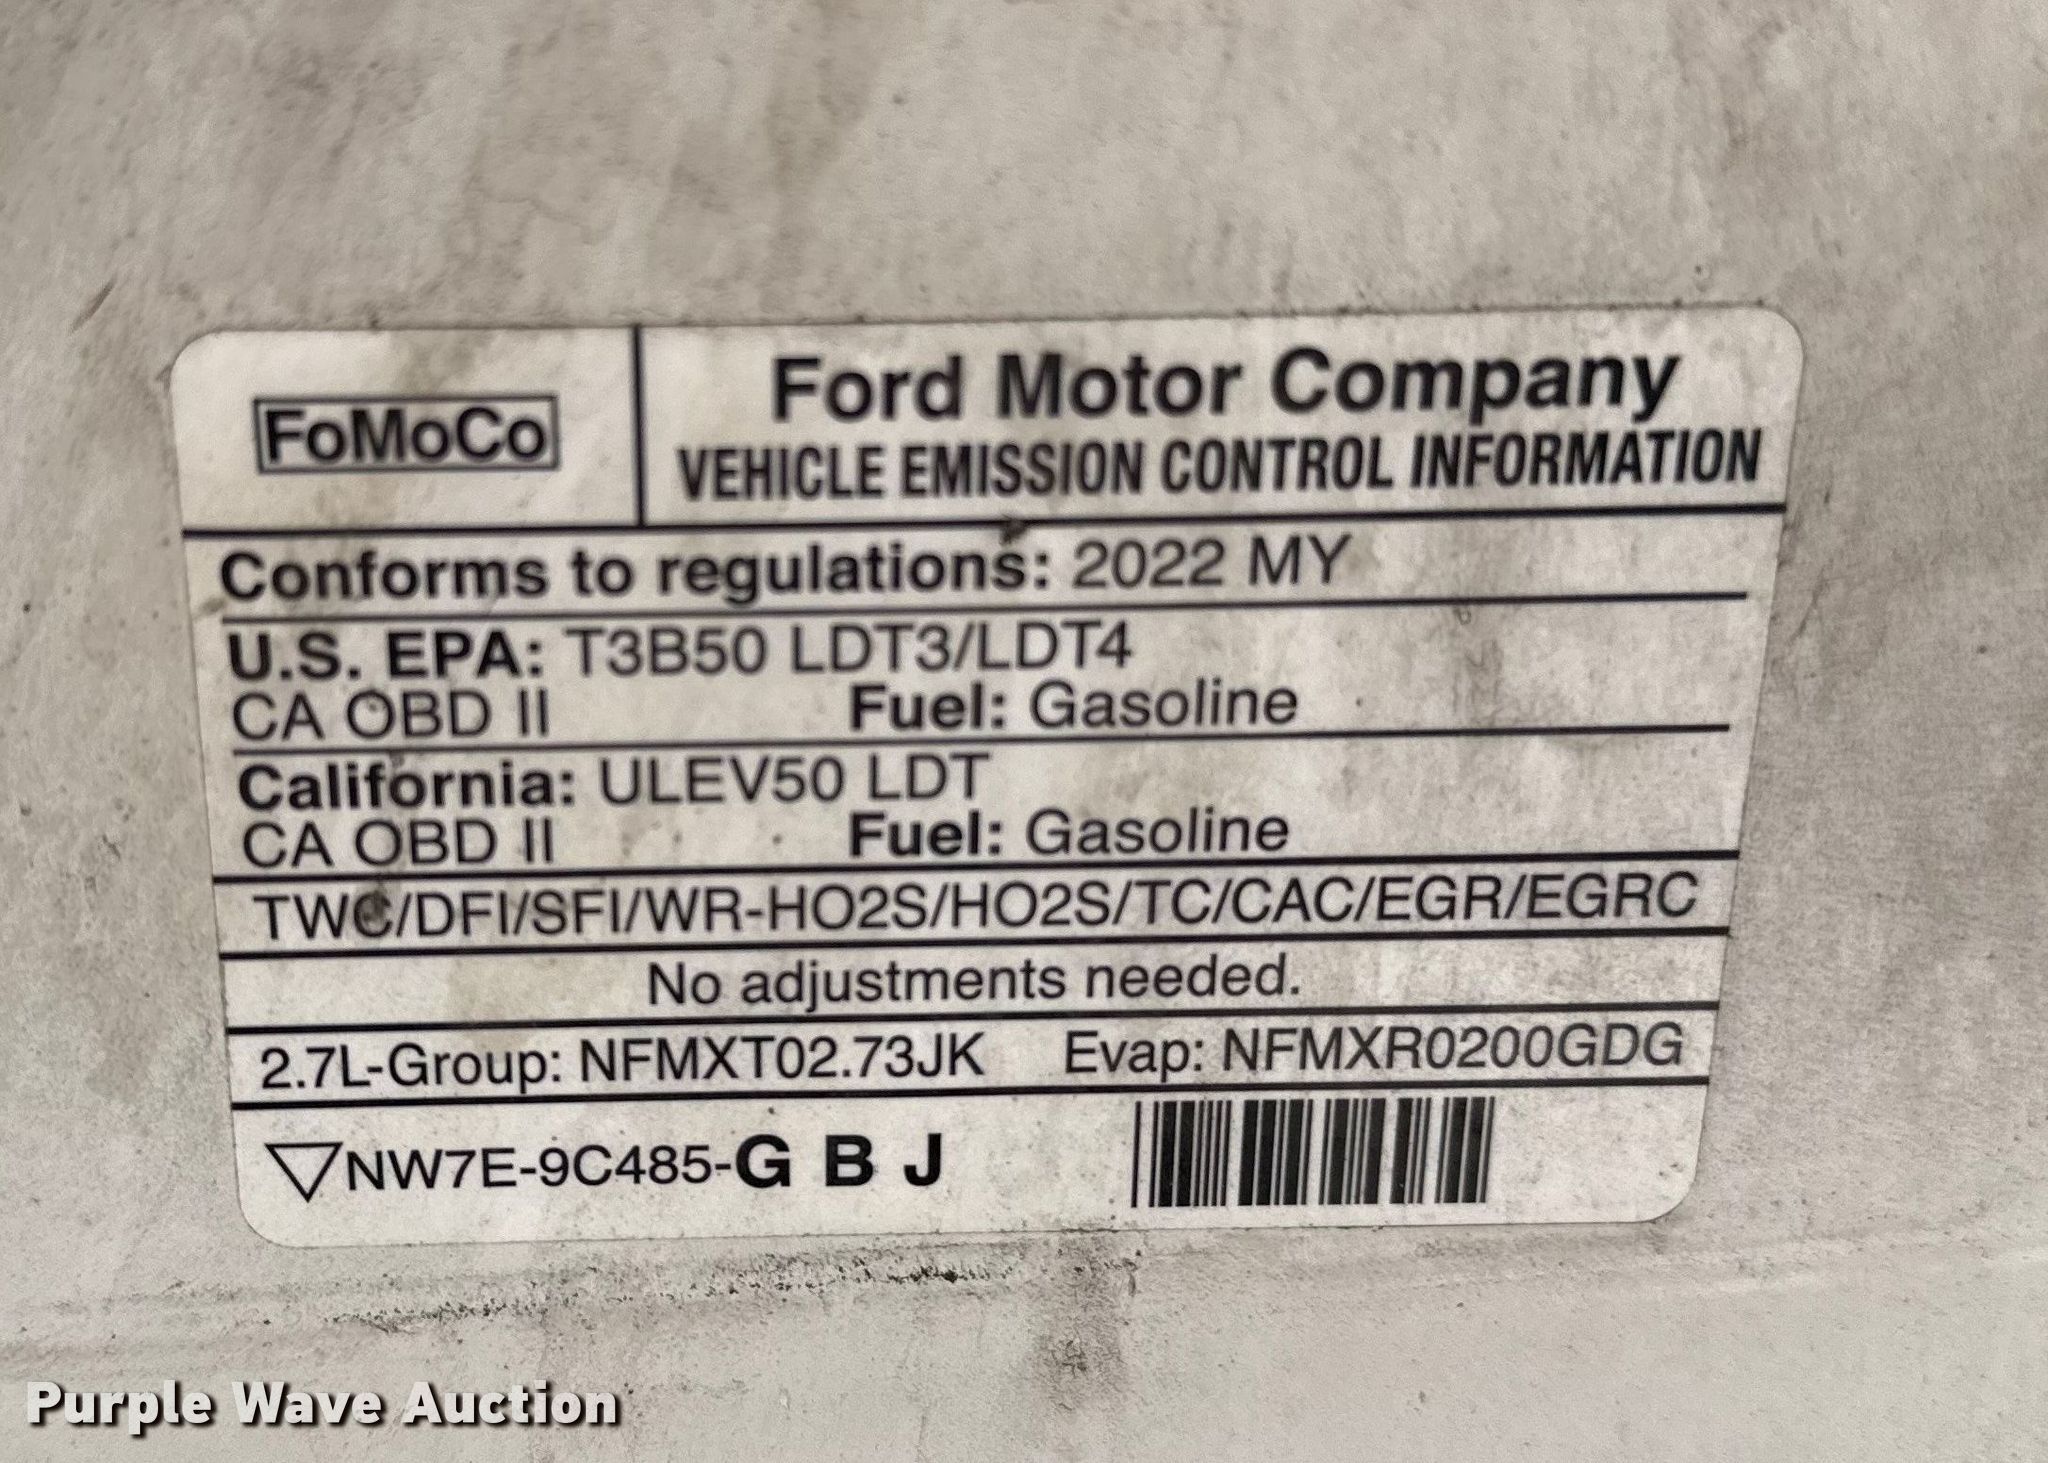 FoMoCo
Ford Motor Company
VEHICLE EMISSION CONTROL INFORMATION
Conforms to regulations: 2022 MY
U.S. EPA: T3B50 LDT3/LDT4
CA OBD II Fuel: Gasoline
California: ULEV50 LDT
CA OBD II Fuel: Gasoline
TWC/DFI/SFI/WR-HO2S/HO2S/TC/CAC/EGR/EGRC
No adjustments needed.
2.7L-Group: NFMXT02.73JK Evap: NFMXR0200GDG
NW7E-9C485-G B J
Purple Wave Auction